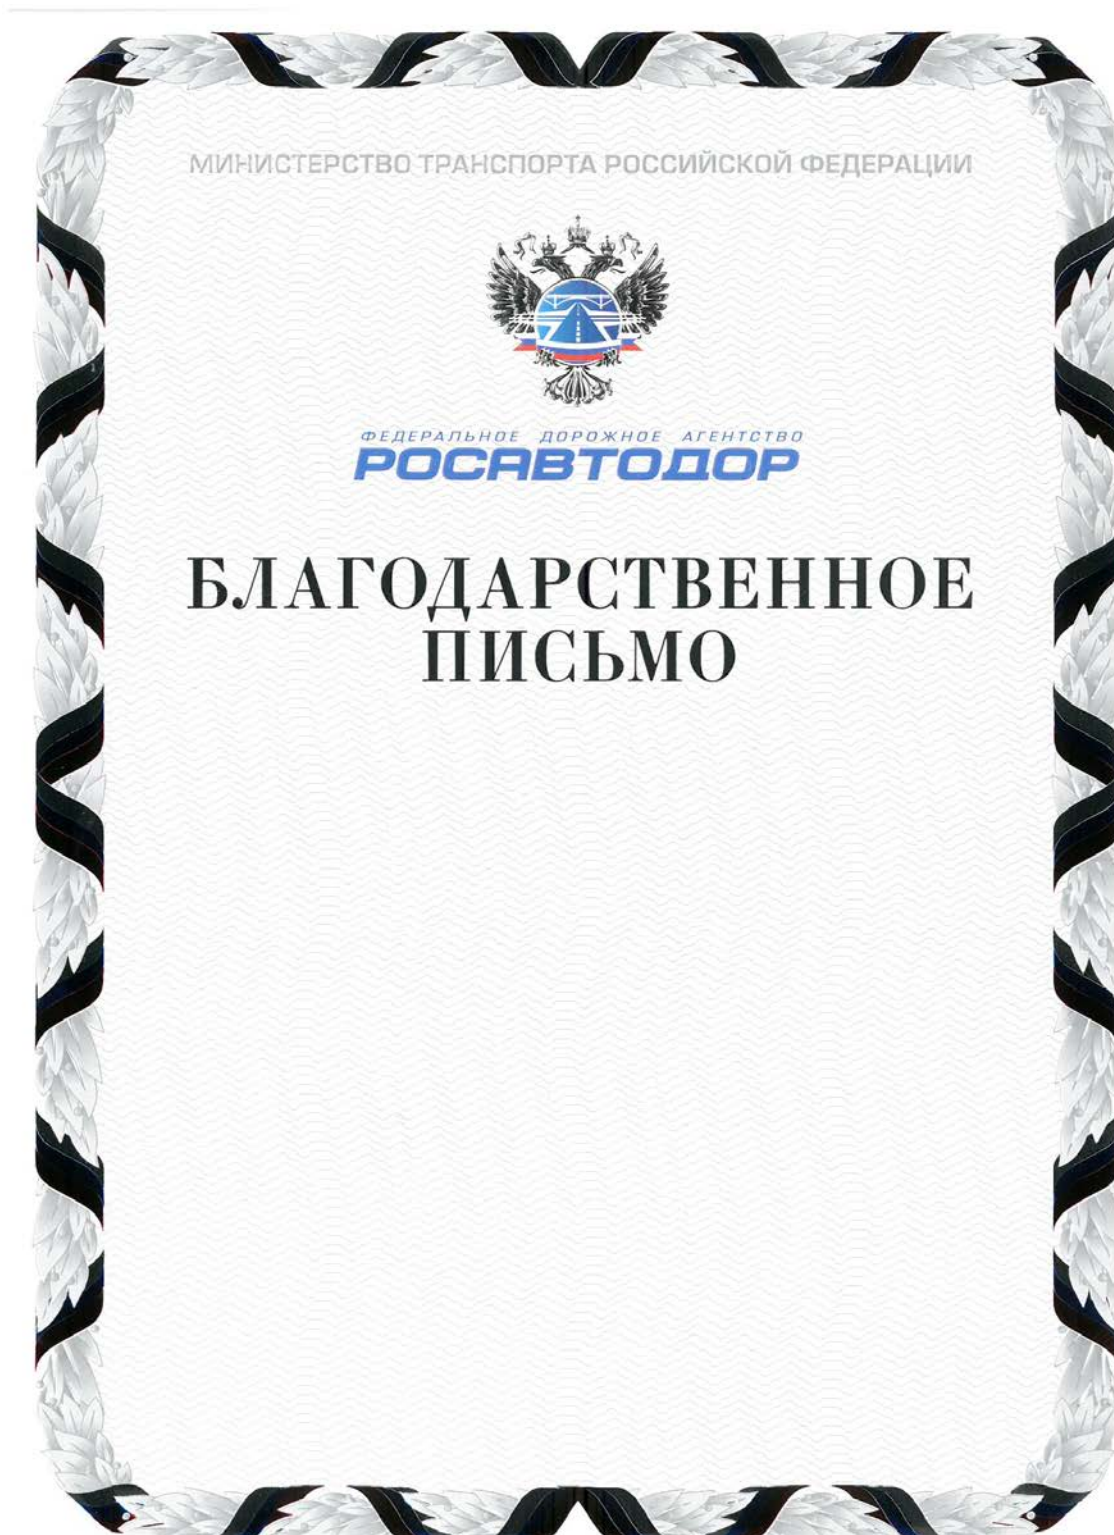 МИНИСТЕРСТВО ТРАНСПОРТА РОССИЙСКОЙ ФЕДЕРАЦИИ
ФЕДЕРАЛЬНОЕ ДОРОЖНОЕ АГЕНТСТВО
РОСАВТОДОР
БЛАГОДАРСТВЕННОЕ
ПИСЬМО